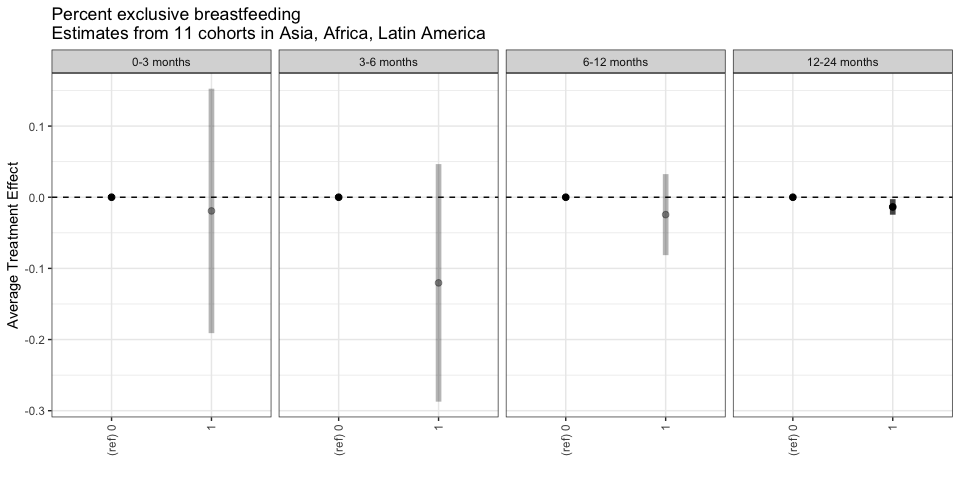 Percent exclusive breastfeeding
Estimates from 11 cohorts in Asia, Africa, Latin America
0-3 months
3-6 months
6-12 months
12-24 months
Average Treatment Effect
0.1
0.0
-0.1
-0.2
-0.3
(ref) 0
1
(ref) 0
1
(ref) 0
1
(ref) 0
1